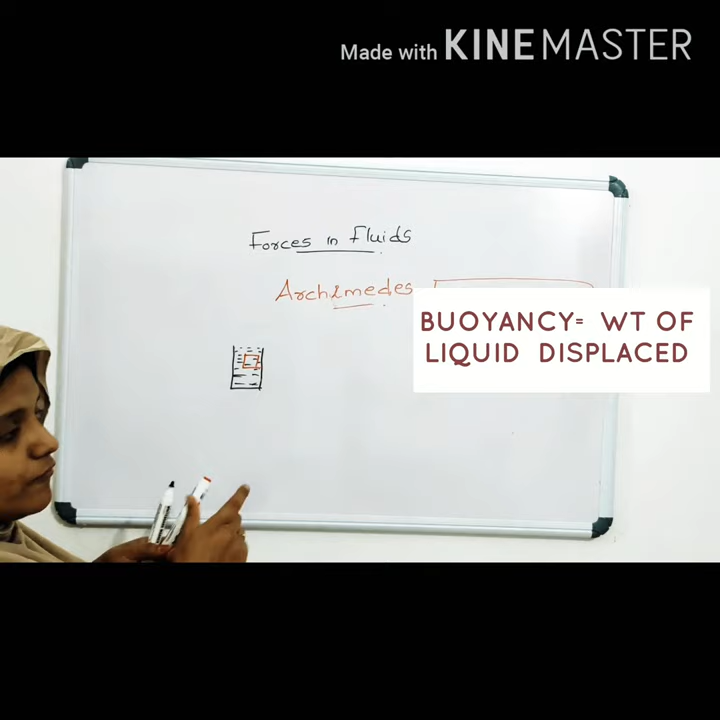 Made with KINEMASTER
Forces in Fluids
Archimedes
BUOYANCY= WT OF
LIQUID DISPLACED